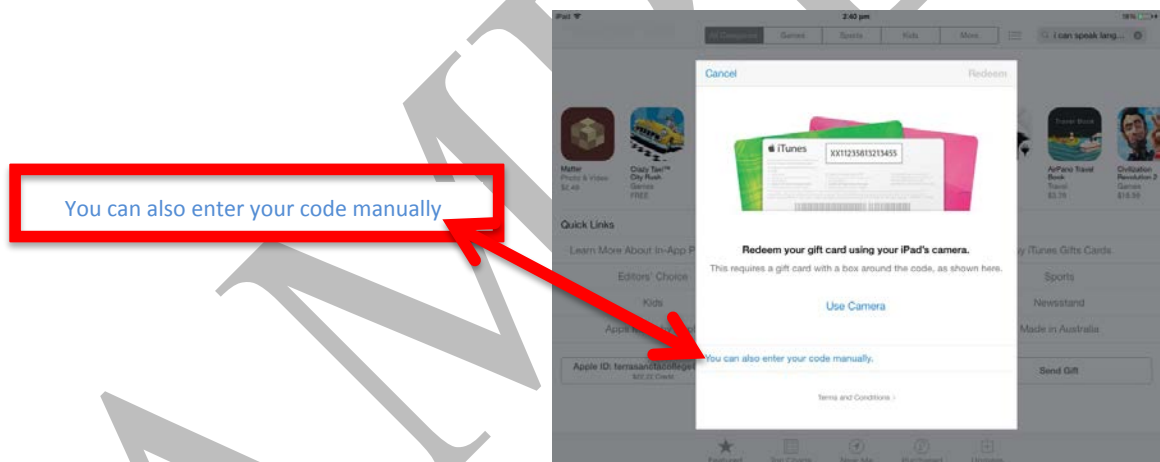 iPad
2:40 pm
All Categories
Games
Sports
Kids
More
i can speak lang...
Cancel
Redeem
iTunes
XX11235813213455
Matter
Photo & Video
$2.49
Crazy Taxi™
City Rush
Games
FREE
Travel Book
AirPano Travel
Book
Travel
Civilization
Revolution 2
Games
You can also enter your code manually
Quick Links
Learn More About In-App P
y iTunes Gifts Cards.
Redeem your gift card using your iPad's camera.
This requires a gift card with a box around the code, as shown here.
Editors' Choice
Sports
Use Camera
Kids
Newsstand
Apps
Made in Australia
You can also enter your code manually.
Apple ID: terrasanctacollege
Send Gift
Terms and Conditions >
Featured
Top Charts
Near Me
Purchased
Updates
SAMPLE